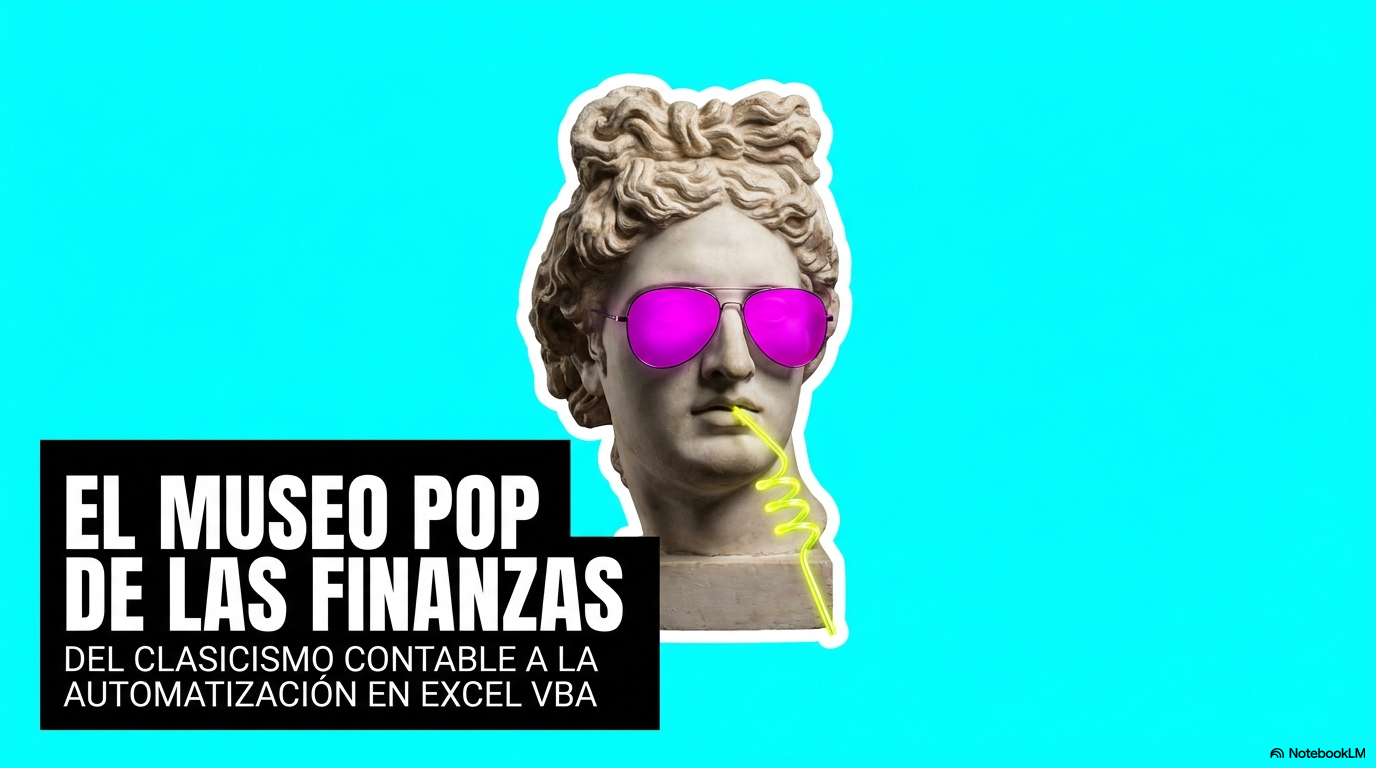 EL MUSEO POP
DE LAS FINANZAS
DEL CLASICISMO CONTABLE A LA
AUTOMATIZACIÓN EN EXCEL VBA
NotebookLM